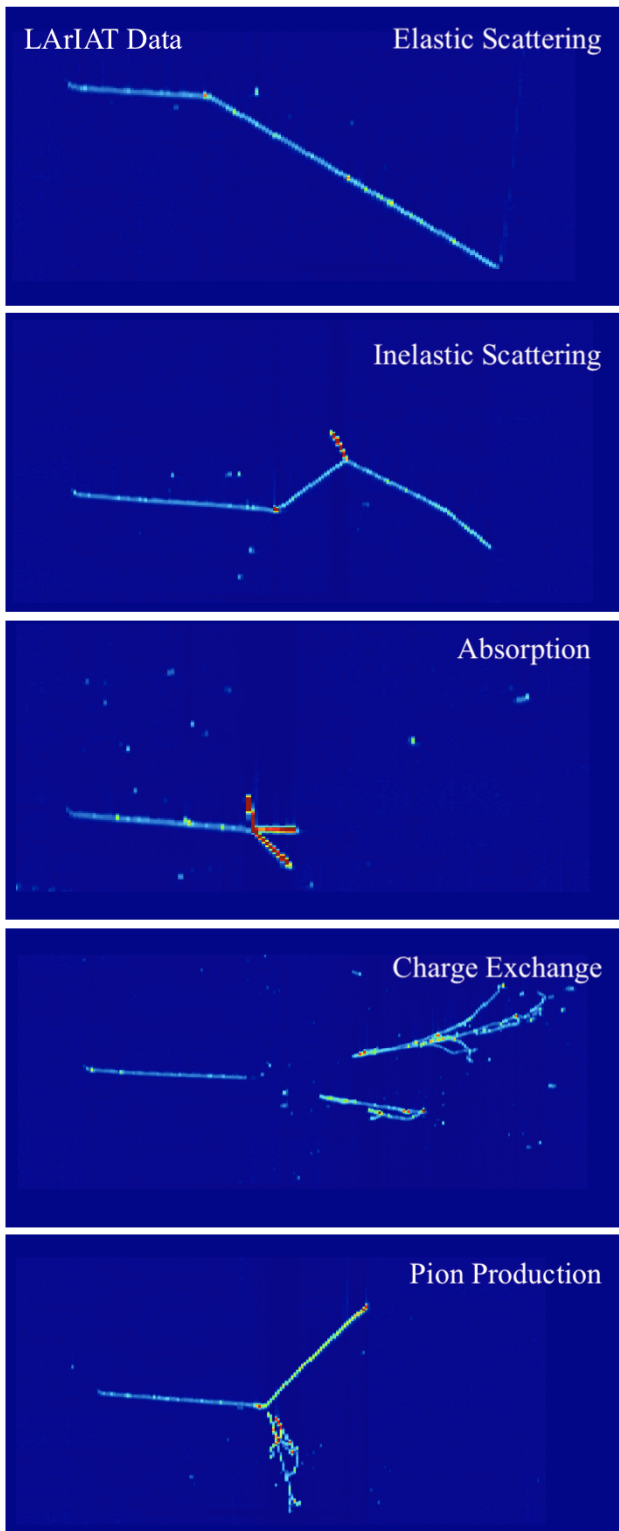 LArIAT Data
Elastic Scattering
Inelastic Scattering
Absorption
Charge Exchange
Pion Production